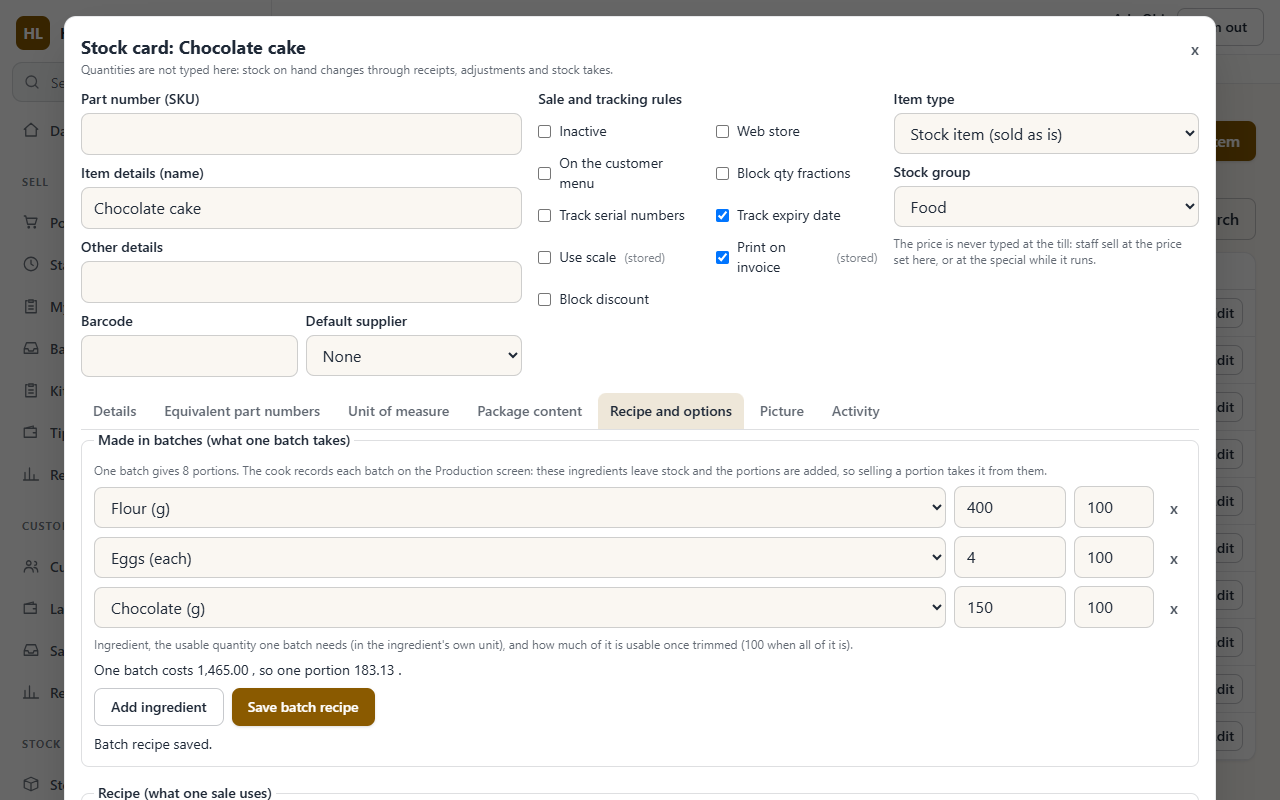 HL
Stock card: Chocolate cake
x
Quantities are not typed here: stock on hand changes through receipts, adjustments and stock takes.
Part number (SKU)
Item details (name)
Chocolate cake
Other details
Barcode
Default supplier
None
Sale and tracking rules
Inactive
Web store
On the customer menu
Block qty fractions
Track serial numbers
Track expiry date
Use scale (stored)
Print on invoice (stored)
Block discount
Item type
Stock item (sold as is)
Stock group
Food
The price is never typed at the till: staff sell at the price
set here, or at the special while it runs.
Details
Equivalent part numbers
Unit of measure
Package content
Recipe and options
Picture
Activity
Made in batches (what one batch takes)
One batch gives 8 portions. The cook records each batch on the Production screen: these ingredients leave stock and the portions are added, so selling a portion takes it from them.
Flour (g) 400 100 x
Eggs (each) 4 100 x
Chocolate (g) 150 100 x
Ingredient, the usable quantity one batch needs (in the ingredient's own unit), and how much of it is usable once trimmed (100 when all of it is).
One batch costs 1,465.00 , so one portion 183.13 .
Add ingredient
Save batch recipe
Batch recipe saved.
Recipe (what one sale uses)
SELL
STOCK
out